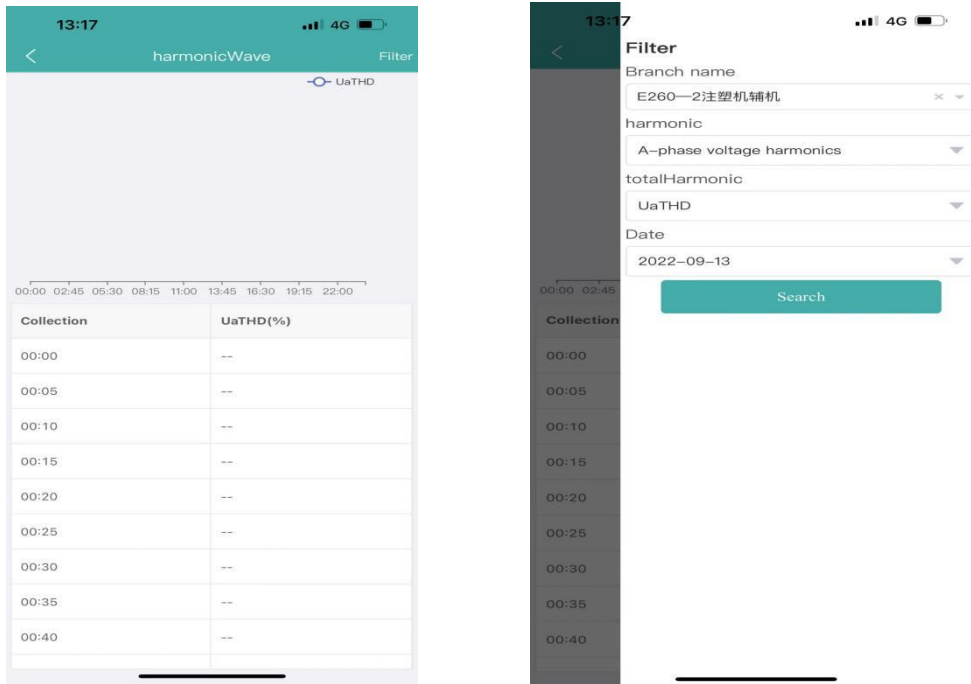 13:17 4G
harmonicWave Filter
UaTHD
00:00 02:45 05:30 08:15 11:00 13:45 16:30 19:15 22:00
Collection UaTHD(%)
00:00 --
00:05 --
00:10 --
00:15 --
00:20 --
00:25 --
00:30 --
00:35 --
00:40 --
13:17 4G
Filter
Branch name
E260—2注塑机辅机
harmonic
A-phase voltage harmonics
totalHarmonic
UaTHD
Date
2022-09-13
Search
00:00 02:45
Collection
00:00
00:05
00:10
00:15
00:20
00:25
00:30
00:35
00:40